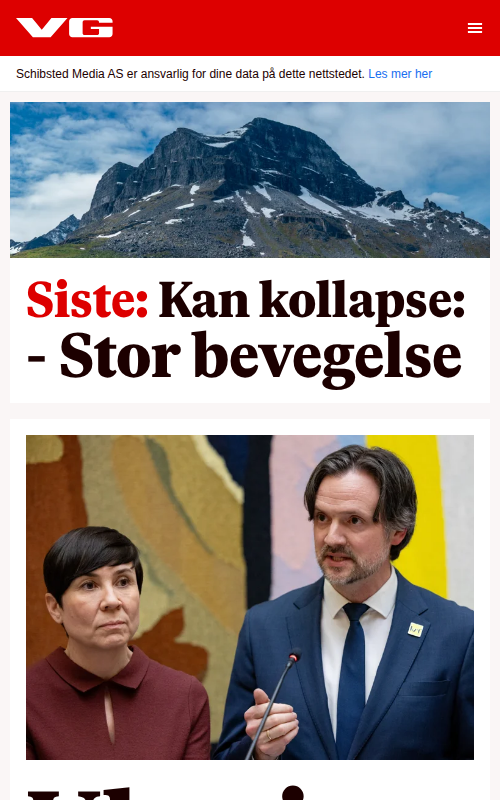 VG
Schibsted Media AS er ansvarlig for dine data på dette nettstedet. Les mer her
Siste: Kan kollapse:
- Stor bevegelse